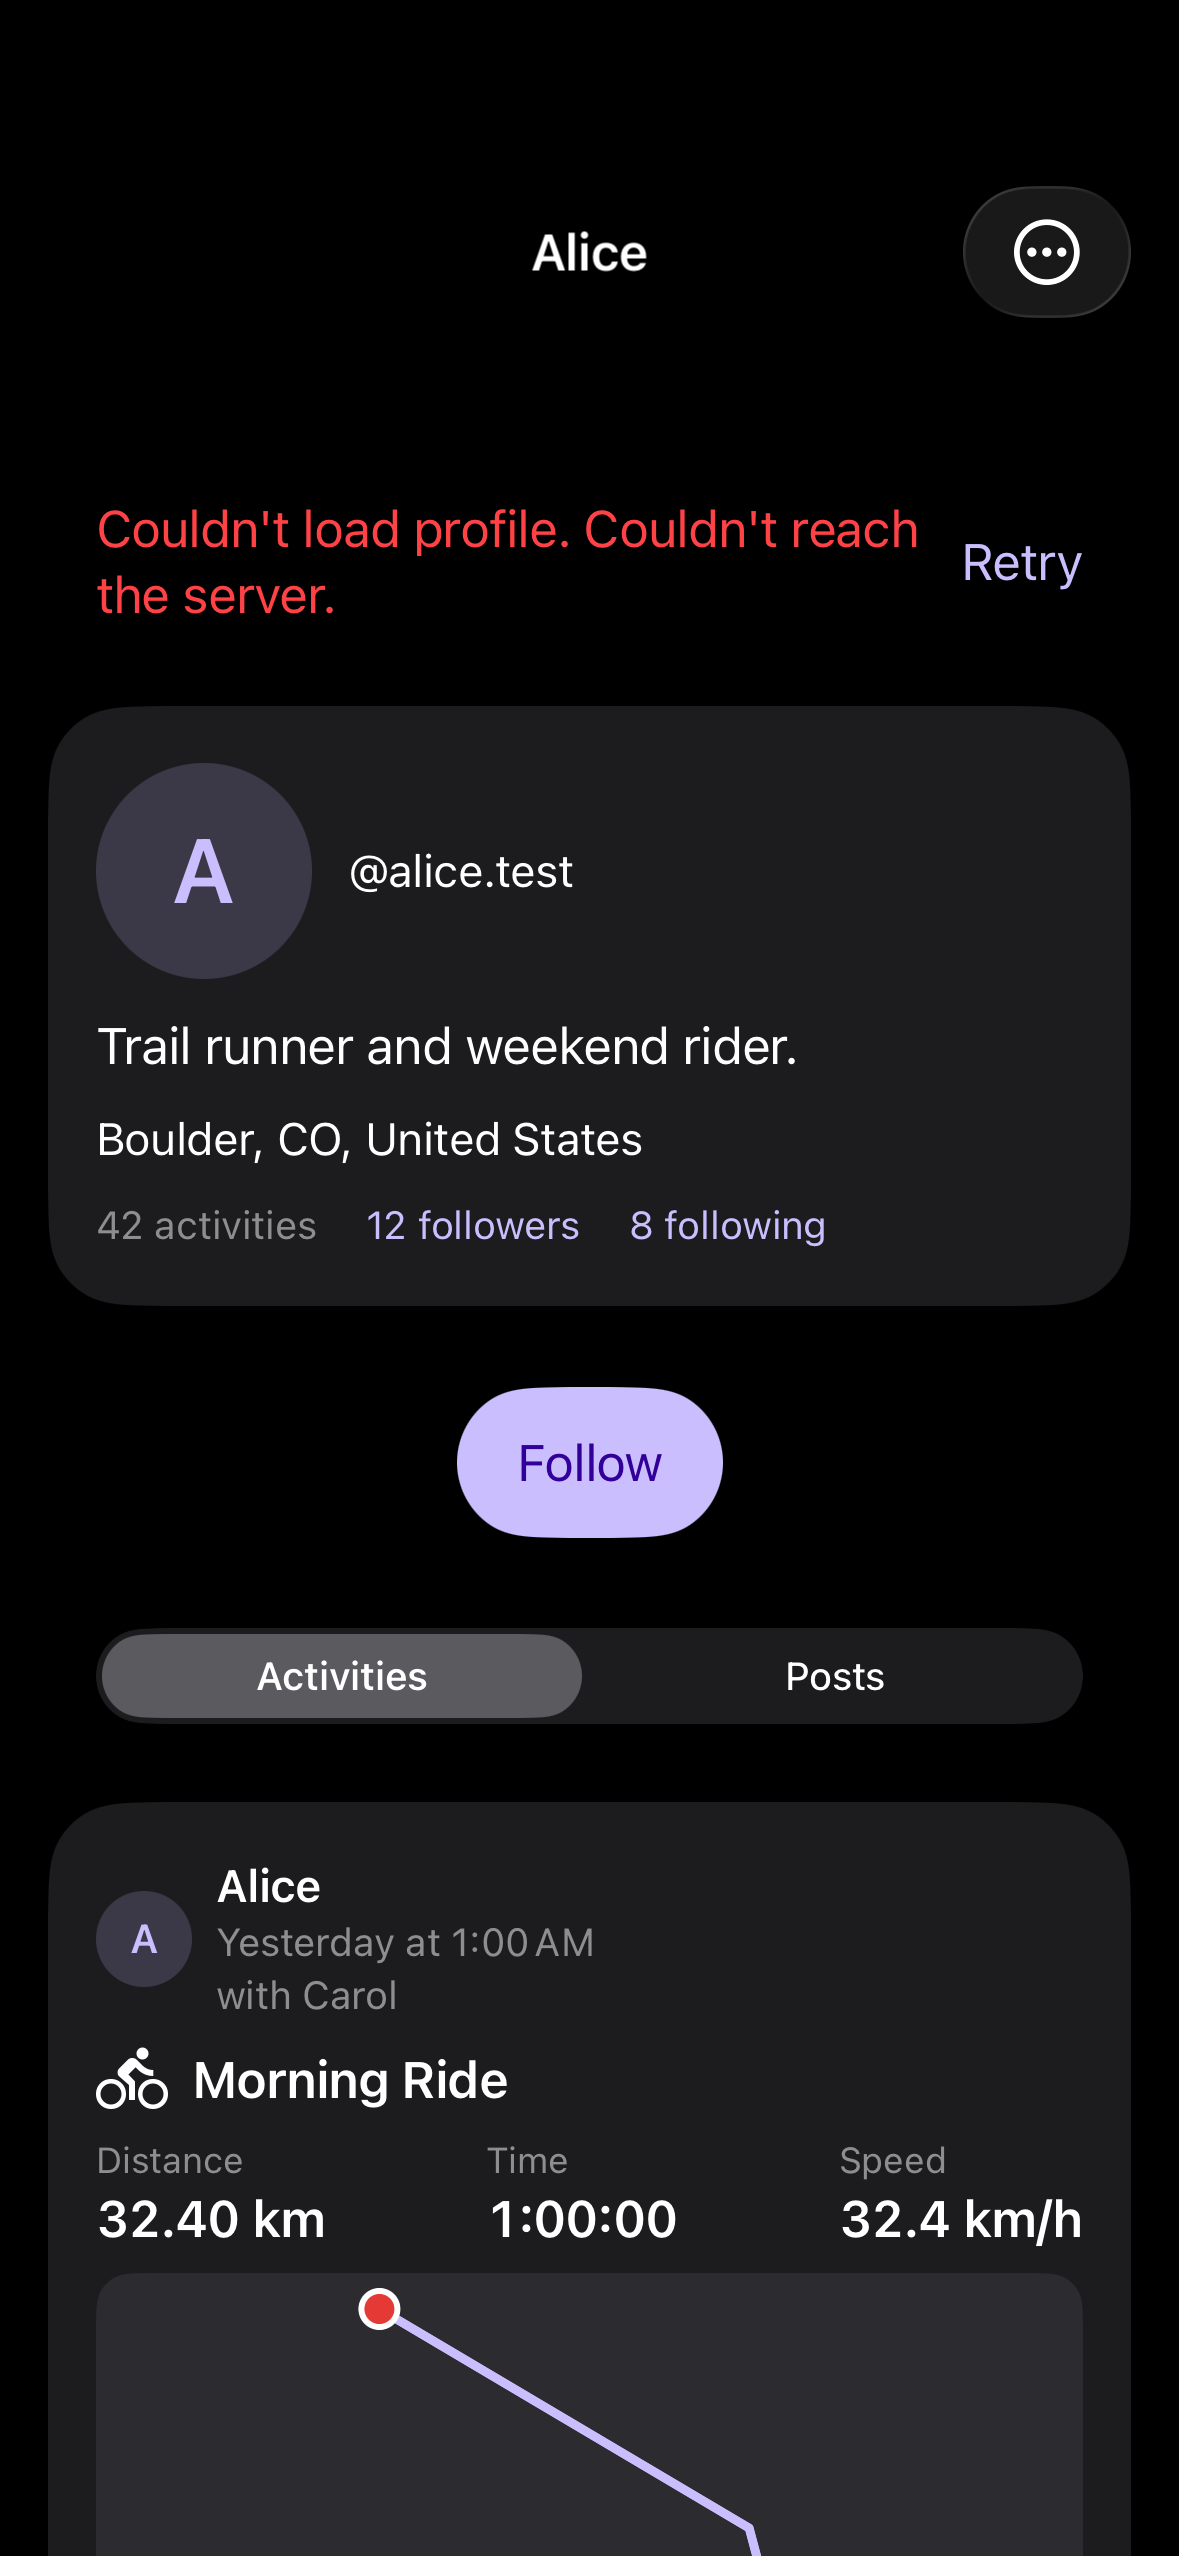 Alice
Couldn't load profile. Couldn't reach
the server.
Retry
A
@alice.test
Trail runner and weekend rider.
Boulder, CO, United States
42 activities 12 followers 8 following
Follow
Activities Posts
A
Alice
Yesterday at 1:00 AM
with Carol
Morning Ride
Distance Time Speed
32.40 km 1:00:00 32.4 km/h